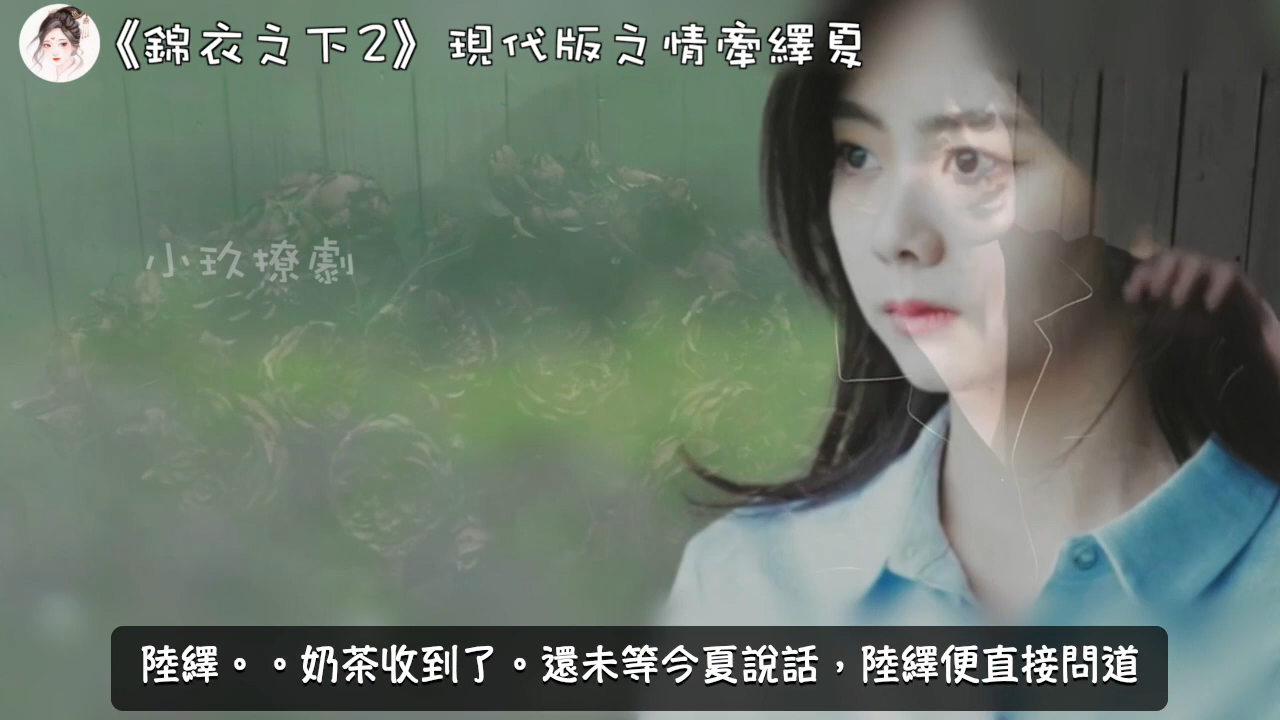 《錦衣之下2》現代版之情牽繹夏
小玖撩劇
陸繹。。奶茶收到了。還未等今夏說話，陸繹便直接問道